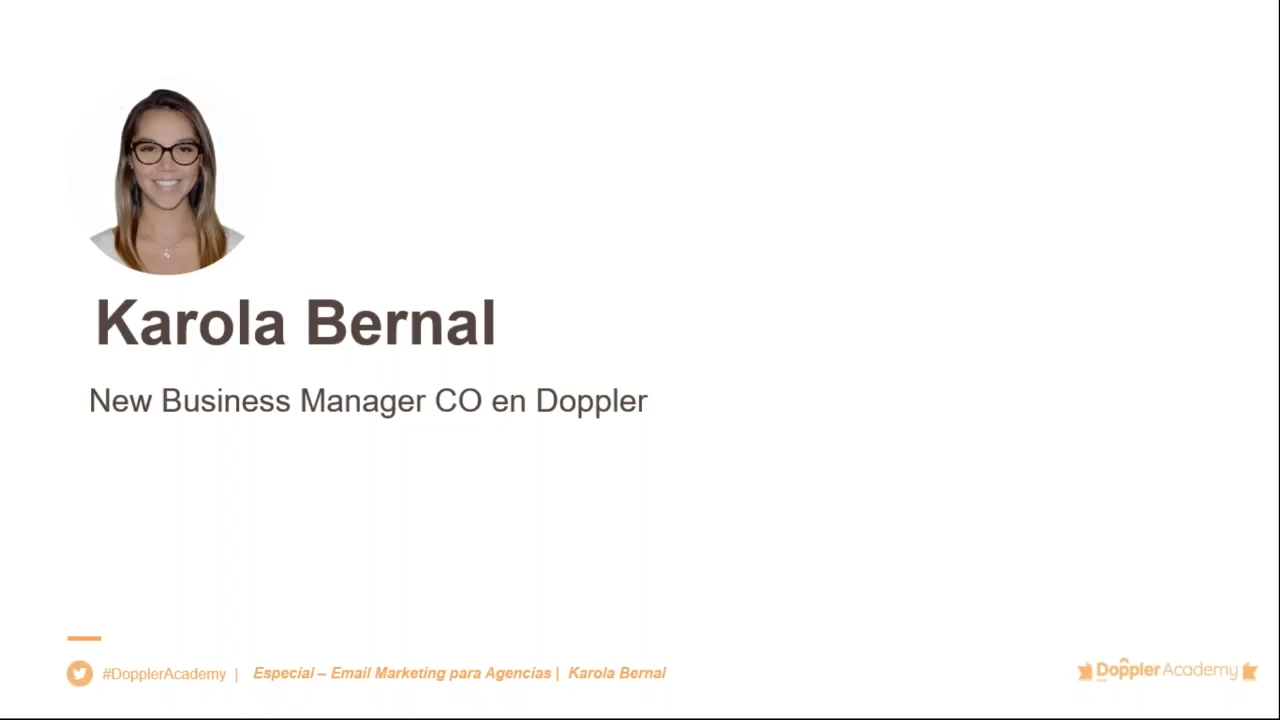 Karola Bernal
New Business Manager CO en Doppler
#DopplerAcademy | Especial – Email Marketing para Agencias | Karola Bernal
Doppler Academy